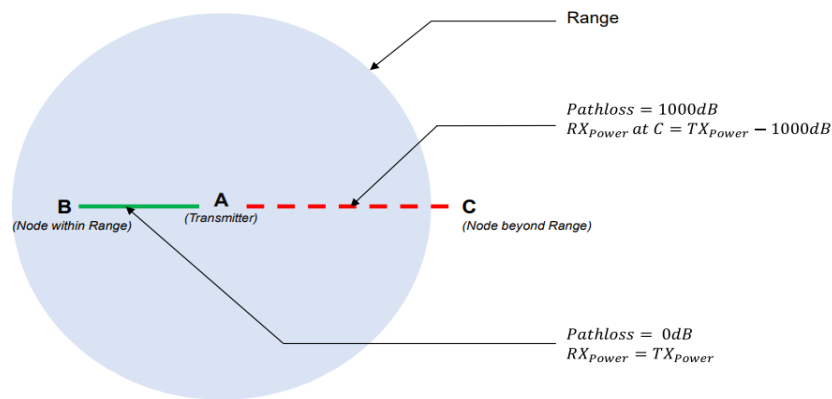 Range
Pathloss = 1000dB
RX_Power at C = TX_Power − 1000dB
A
(Transmitter)
B
(Node within Range)
C
(Node beyond Range)
Pathloss = 0dB
RX_Power = TX_Power